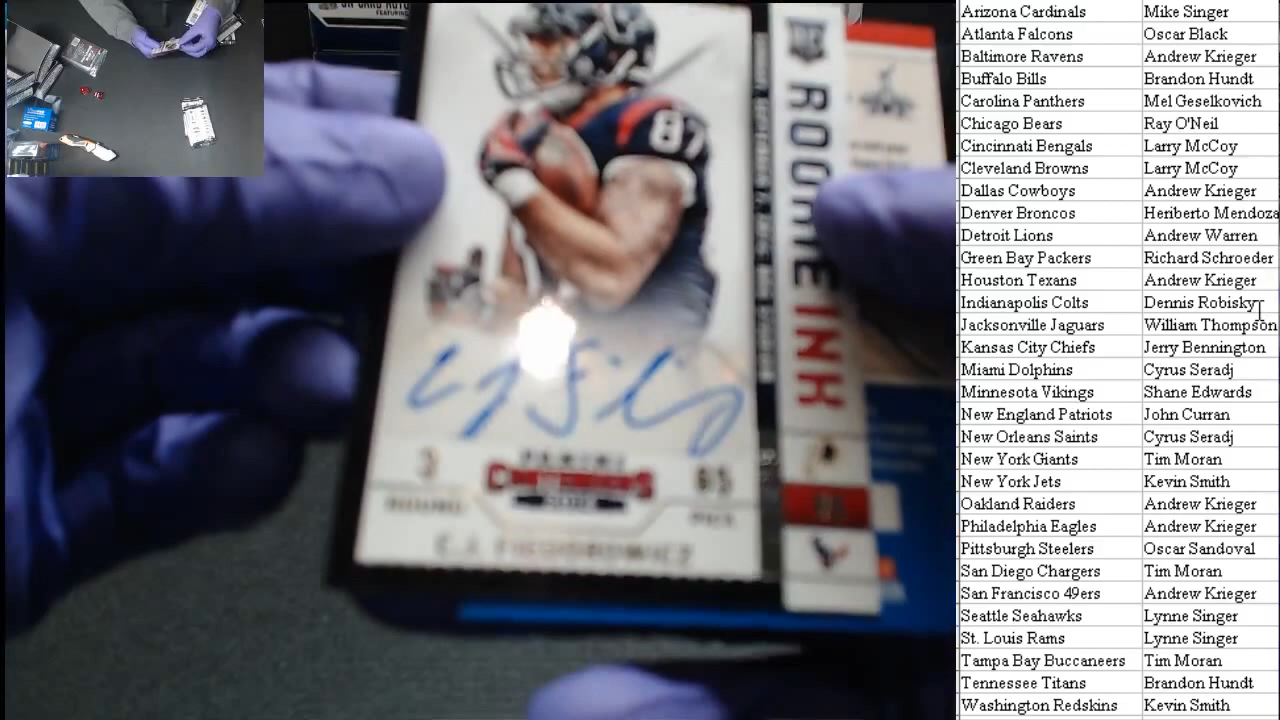 87
ROOKIE INK
3 85
ROUND PICK
PANINI
CONTENDERS
C.J. FIEDOROWICZ
Arizona Cardinals Mike Singer
Atlanta Falcons Oscar Black
Baltimore Ravens Andrew Krieger
Buffalo Bills Brandon Hundt
Carolina Panthers Mel Geselkovich
Chicago Bears Ray O'Neil
Cincinnati Bengals Larry McCoy
Cleveland Browns Larry McCoy
Dallas Cowboys Andrew Krieger
Denver Broncos Heriberto Mendoza
Detroit Lions Andrew Warren
Green Bay Packers Richard Schroeder
Houston Texans Andrew Krieger
Indianapolis Colts Dennis Robisky
Jacksonville Jaguars William Thompson
Kansas City Chiefs Jerry Bennington
Miami Dolphins Cyrus Seradj
Minnesota Vikings Shane Edwards
New England Patriots John Curran
New Orleans Saints Cyrus Seradj
New York Giants Tim Moran
New York Jets Kevin Smith
Oakland Raiders Andrew Krieger
Philadelphia Eagles Andrew Krieger
Pittsburgh Steelers Oscar Sandoval
San Diego Chargers Tim Moran
San Francisco 49ers Andrew Krieger
Seattle Seahawks Lynne Singer
St. Louis Rams Lynne Singer
Tampa Bay Buccaneers Tim Moran
Tennessee Titans Brandon Hundt
Washington Redskins Kevin Smith